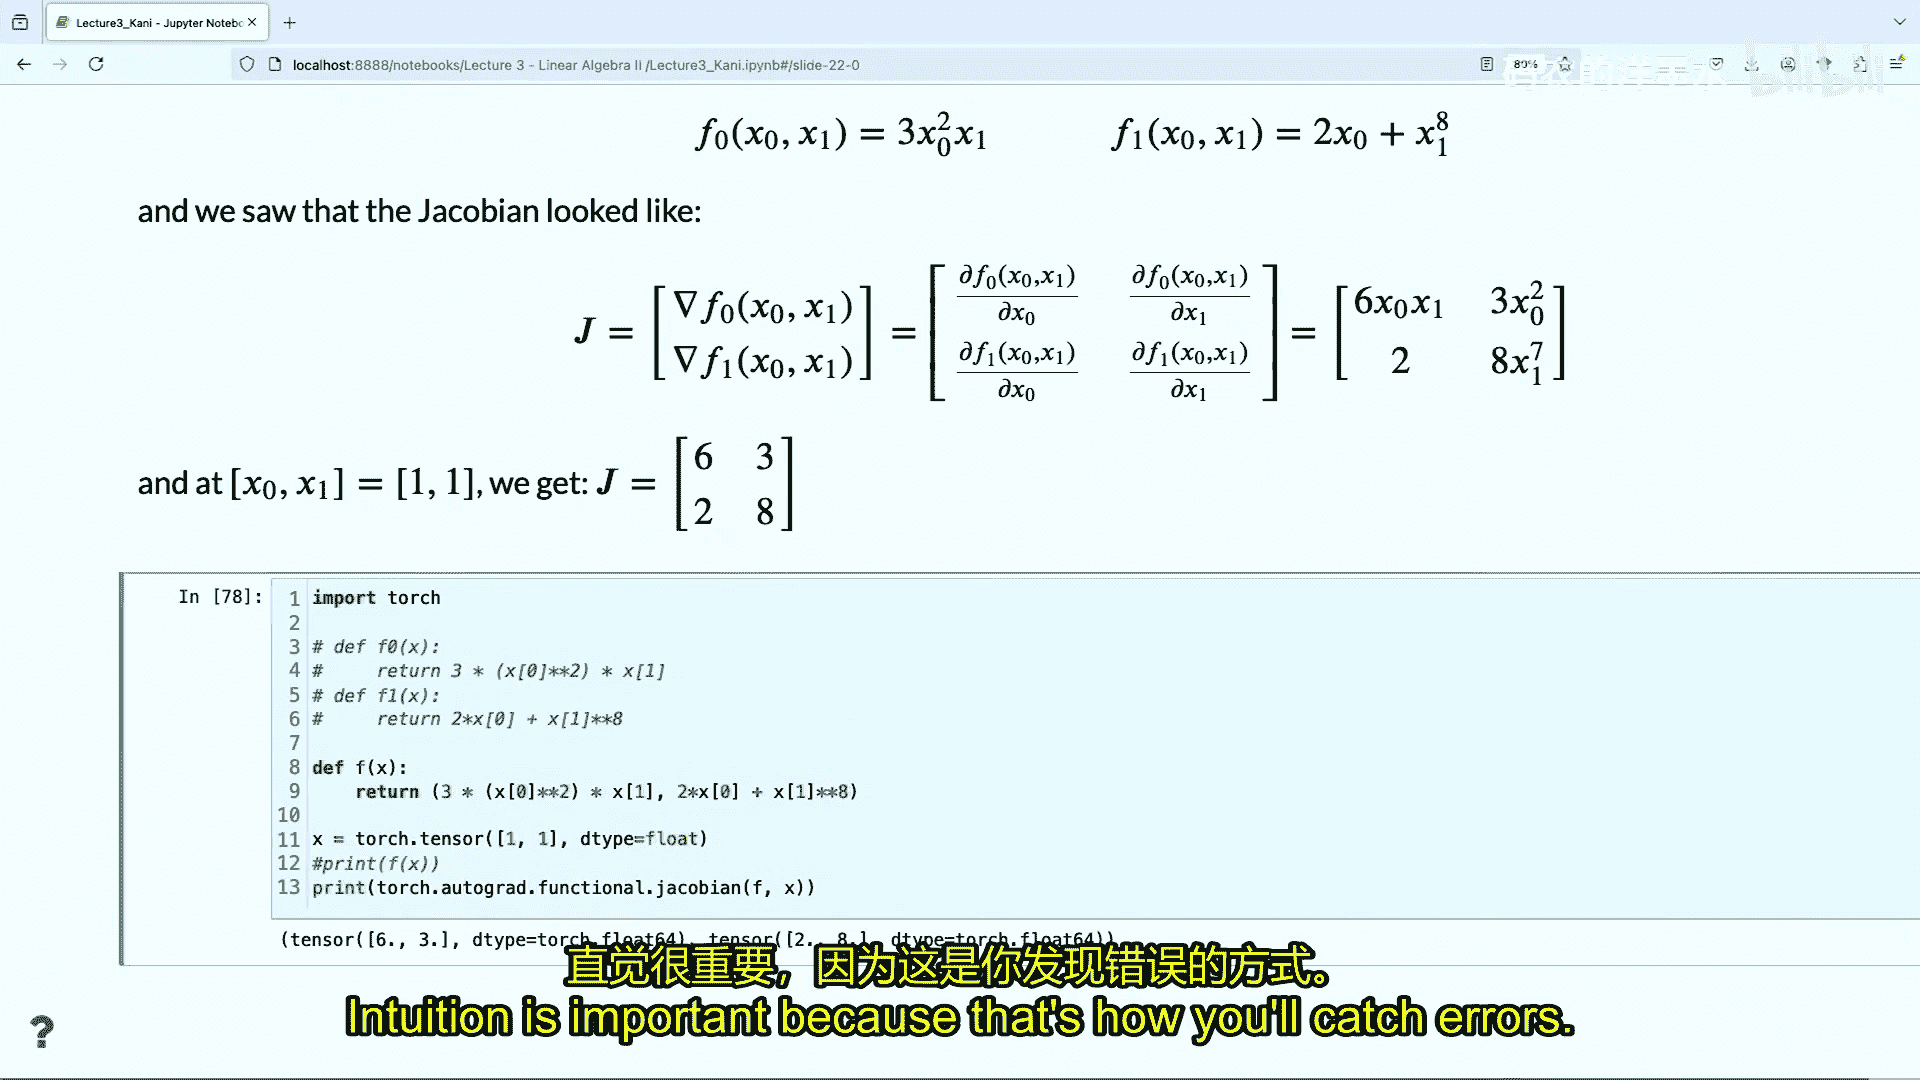 Lecture3_Kani - Jupyter Notebo
localhost:8888/notebooks/Lecture 3 - Linear Algebra II /Lecture3_Kani.ipynb#/slide-22-0
80%
f₀(x₀, x₁) = 3x₀²x₁ f₁(x₀, x₁) = 2x₀ + x₁⁸
and we saw that the Jacobian looked like:
J = [∇f₀(x₀, x₁) ; ∇f₁(x₀, x₁)] = [∂f₀(x₀,x₁)/∂x₀ ∂f₀(x₀,x₁)/∂x₁ ; ∂f₁(x₀,x₁)/∂x₀ ∂f₁(x₀,x₁)/∂x₁] = [6x₀x₁ 3x₀² ; 2 8x₁⁷]
and at [x₀, x₁] = [1, 1], we get: J = [6 3 ; 2 8]
In [78]:
1 import torch
2
3 # def f0(x):
4 #     return 3 * (x[0]**2) * x[1]
5 # def f1(x):
6 #     return 2*x[0] + x[1]**8
7
8 def f(x):
9     return (3 * (x[0]**2) * x[1], 2*x[0] + x[1]**8)
10
11 x = torch.tensor([1, 1], dtype=float)
12 #print(f(x))
13 print(torch.autograd.functional.jacobian(f, x))
(tensor([6., 3.], dtype=torch.float64), tensor([2., 8.], dtype=torch.float64))
直觉很重要，因为这是你发现错误的方式。
Intuition is important because that's how you'll catch errors.
?